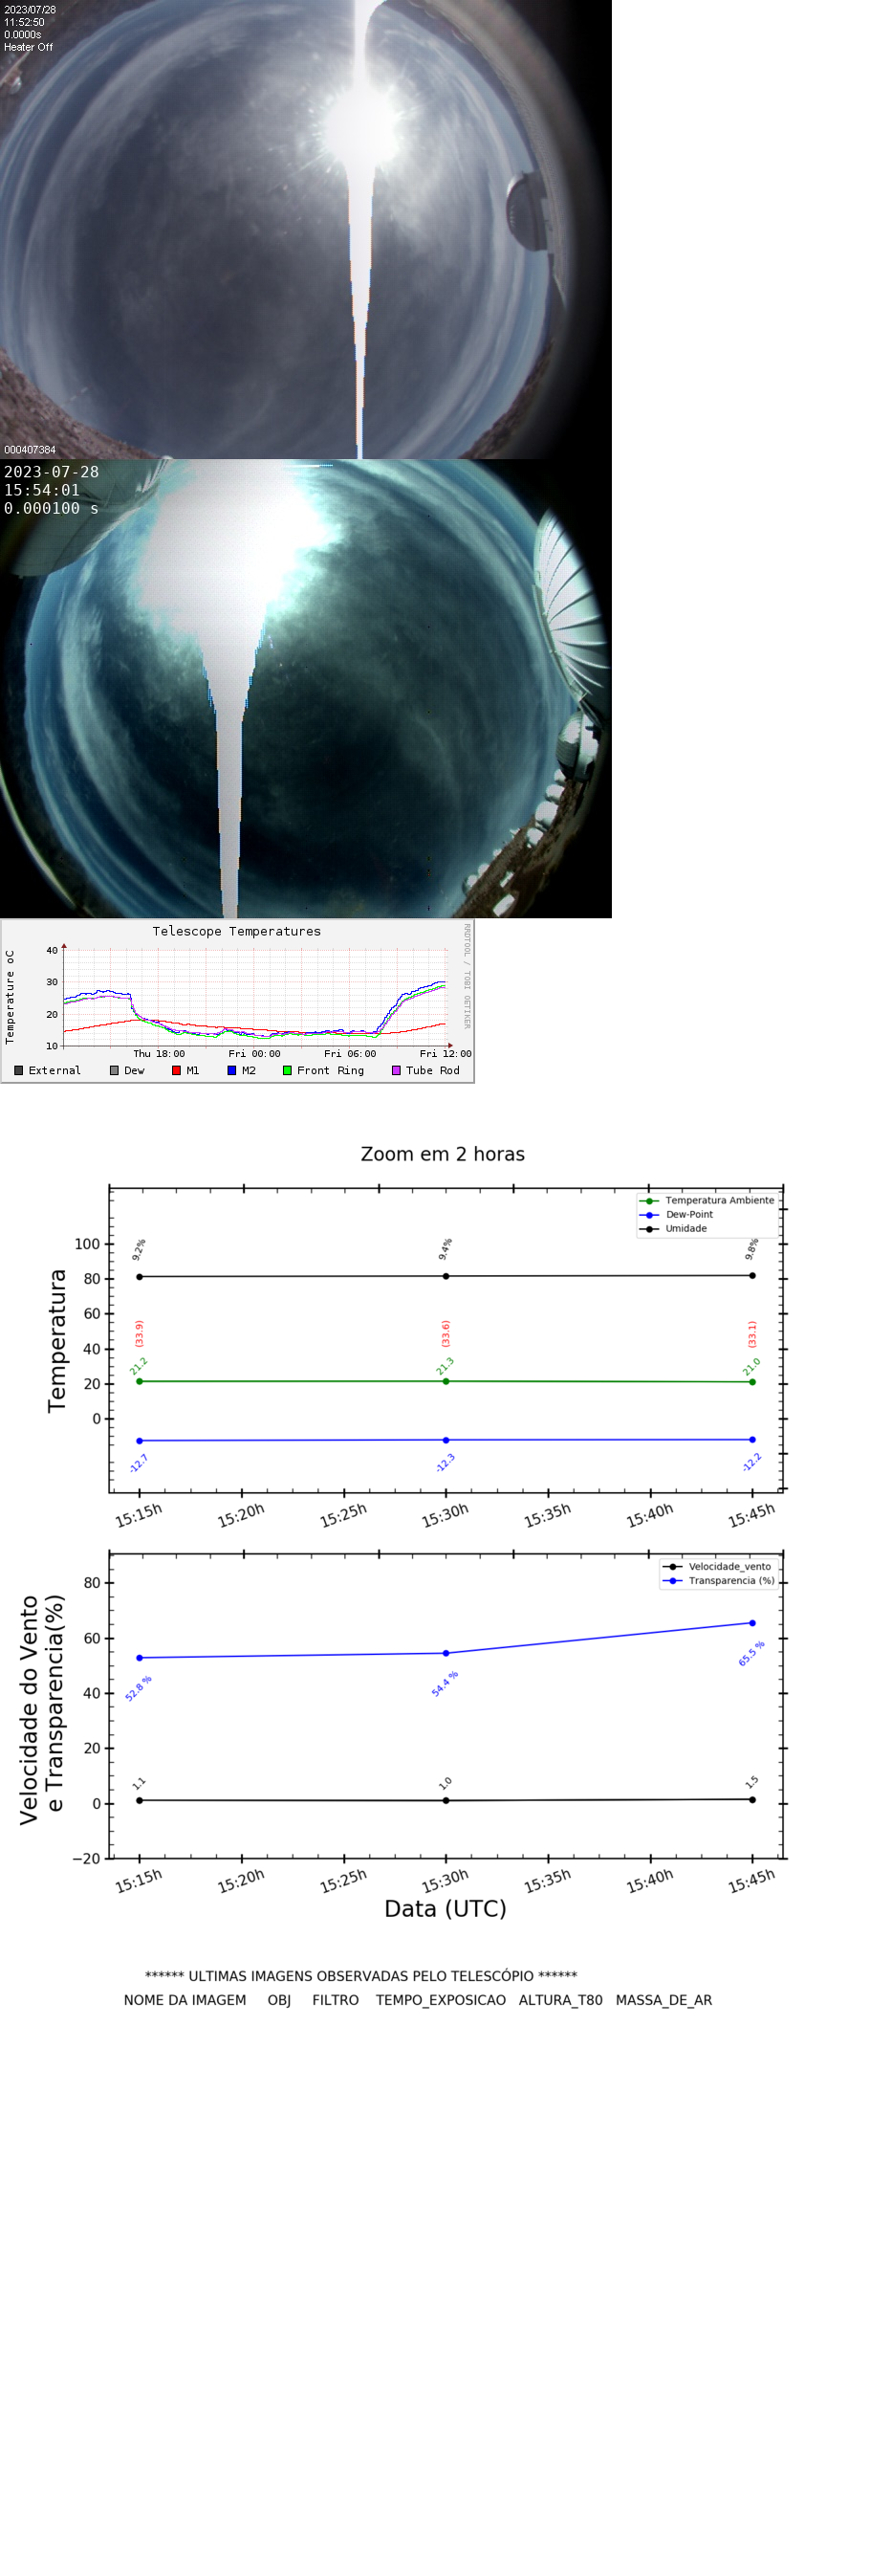 2023/07/28
11:52:50
0.0000s
Heater Off
000407384
2023-07-28
15:54:01
0.000100 s
Telescope Temperatures
RRDTOOL / TOBI OETIKER
Temperature oC
40
30
20
10
Thu 18:00 Fri 00:00 Fri 06:00 Fri 12:00
External Dew M1 M2 Front Ring Tube Rod
Zoom em 2 horas
Temperatura Ambiente
Dew-Point
Umidade
Temperatura
100
80
60
40
20
0
9.2% 9.4% 9.8%
(33.9) (33.6) (33.1)
21.2 21.3 21.0
-12.7 -12.3 -12.2
15:15h 15:20h 15:25h 15:30h 15:35h 15:40h 15:45h
Velocidade_vento
Transparencia (%)
Velocidade do Vento
e Transparencia(%)
80
60
40
20
0
−20
52.8 % 54.4 % 65.5 %
1.1 1.0 1.5
15:15h 15:20h 15:25h 15:30h 15:35h 15:40h 15:45h
Data (UTC)
****** ULTIMAS IMAGENS OBSERVADAS PELO TELESCÓPIO ******
NOME DA IMAGEM OBJ FILTRO TEMPO_EXPOSICAO ALTURA_T80 MASSA_DE_AR